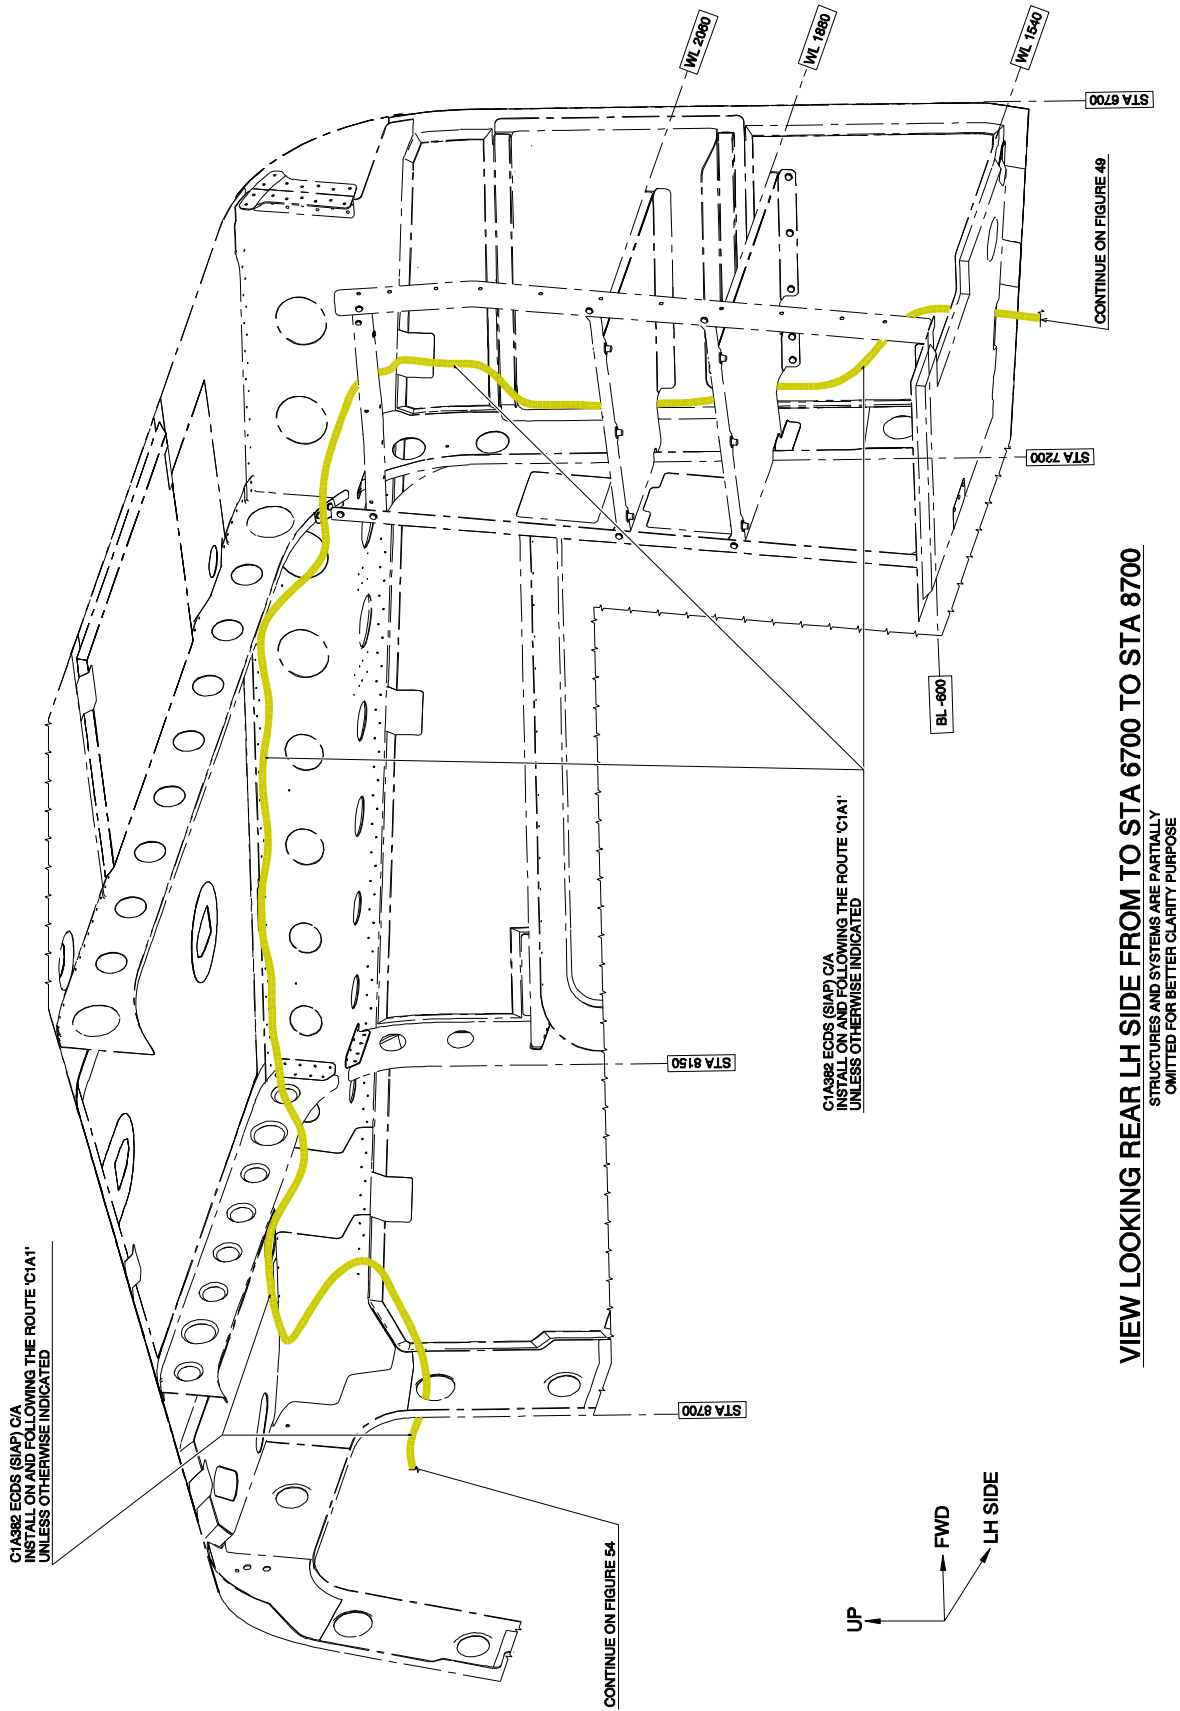 C1A382 ECDS (SIAP) C/A
INSTALL ON AND FOLLOWING THE ROUTE 'C1A1'
UNLESS OTHERWISE INDICATED
WL 2060
WL 1880
WL 1540
STA 6700
CONTINUE ON FIGURE 49
STA 7200
BL -600
C1A382 ECDS (SIAP) C/A
INSTALL ON AND FOLLOWING THE ROUTE 'C1A1'
UNLESS OTHERWISE INDICATED
STA 8150
STA 8700
CONTINUE ON FIGURE 54
UP
FWD
LH SIDE
VIEW LOOKING REAR LH SIDE FROM TO STA 6700 TO STA 8700
STRUCTURES AND SYSTEMS ARE PARTIALLY
OMITTED FOR BETTER CLARITY PURPOSE